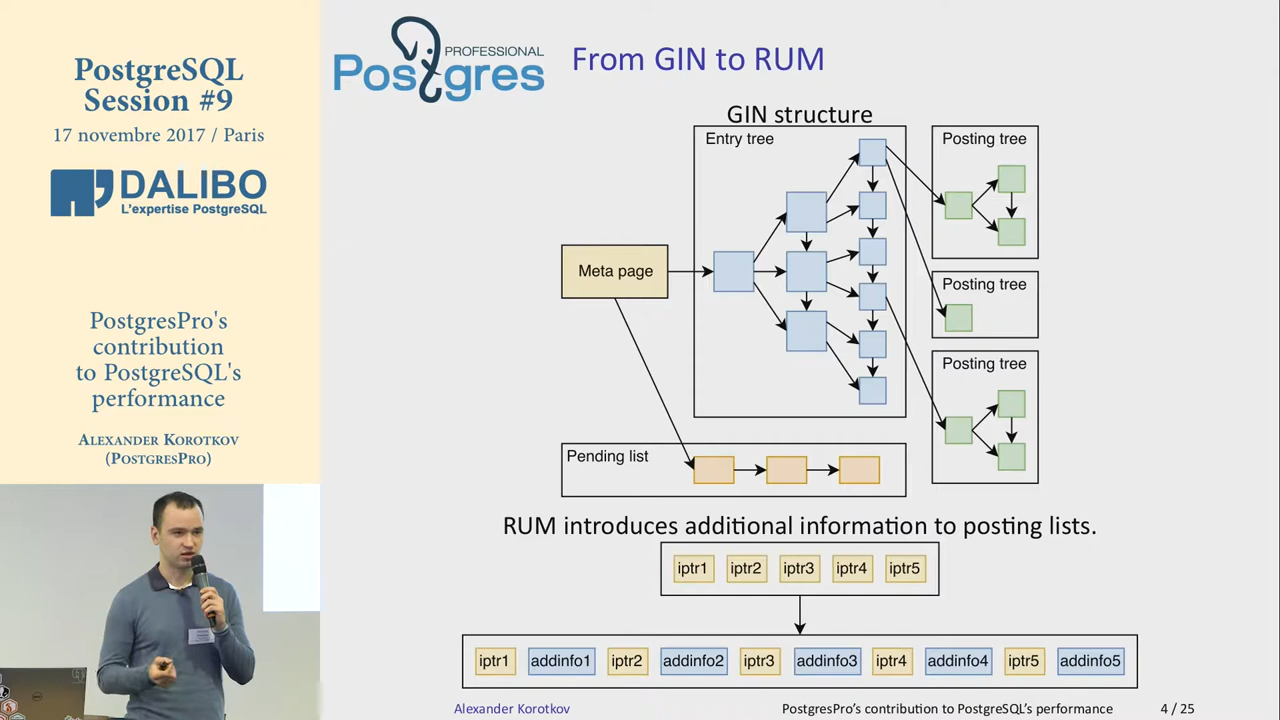 PostgreSQL
Session #9
17 novembre 2017 / Paris
DALIBO
L'expertise PostgreSQL
PostgresPro's
contribution
to PostgreSQL's
performance
Alexander Korotkov
(PostgresPro)
PROFESSIONAL
Postgres
From GIN to RUM
GIN structure
Entry tree
Posting tree
Meta page
Posting tree
Posting tree
Pending list
RUM introduces additional information to posting lists.
iptr1 iptr2 iptr3 iptr4 iptr5
iptr1 addinfo1 iptr2 addinfo2 iptr3 addinfo3 iptr4 addinfo4 iptr5 addinfo5
Alexander Korotkov PostgresPro's contribution to PostgreSQL's performance 4 / 25